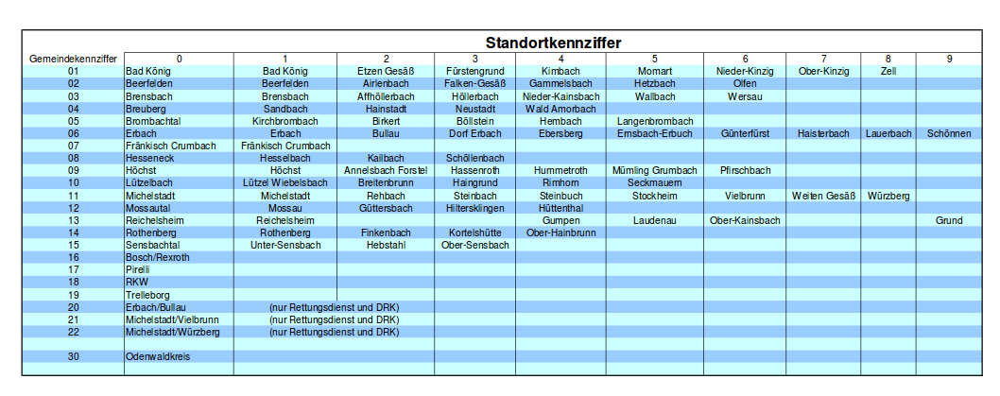 Standortkennziffer
Gemeindekennziffer 0 1 2 3 4 5 6 7 8 9
01 Bad König Bad König Etzen Gesäß Fürstengrund Kimbach Momart Nieder-Kinzig Ober-Kinzig Zell
02 Beerfelden Beerfelden Airlenbach Falken-Gesäß Gammelsbach Hetzbach Olfen
03 Brensbach Brensbach Affhöllerbach Höllerbach Nieder-Kainsbach Wallbach Wersau
04 Breuberg Sandbach Hainstadt Neustadt Wald Amorbach
05 Brombachtal Kirchbrombach Birkert Böllstein Hembach Langenbrombach
06 Erbach Erbach Bullau Dorf Erbach Ebersberg Ernsbach-Erbuch Günterfürst Haisterbach Lauerbach Schönnen
07 Fränkisch Crumbach Fränkisch Crumbach
08 Hesseneck Hesselbach Kailbach Schöllenbach
09 Höchst Höchst Annelsbach Forstel Hassenroth Hummetroth Mümling Grumbach Pfirschbach
10 Lützelbach Lützel Wiebelsbach Breitenbrunn Haingrund Rimhorn Seckmauern
11 Michelstadt Michelstadt Rehbach Steinbach Steinbuch Stockheim Vielbrunn Weiten Gesäß Würzberg
12 Mossautal Mossau Güttersbach Hiltersklingen Hüttenthal
13 Reichelsheim Reichelsheim Gumpen Laudenau Ober-Kainsbach Grund
14 Rothenberg Rothenberg Finkenbach Kortelshütte Ober-Hainbrunn
15 Sensbachtal Unter-Sensbach Hebstahl Ober-Sensbach
16 Bosch/Rexroth
17 Pirelli
18 RKW
19 Trelleborg
20 Erbach/Bullau (nur Rettungsdienst und DRK)
21 Michelstadt/Vielbrunn (nur Rettungsdienst und DRK)
22 Michelstadt/Würzberg (nur Rettungsdienst und DRK)
30 Odenwaldkreis